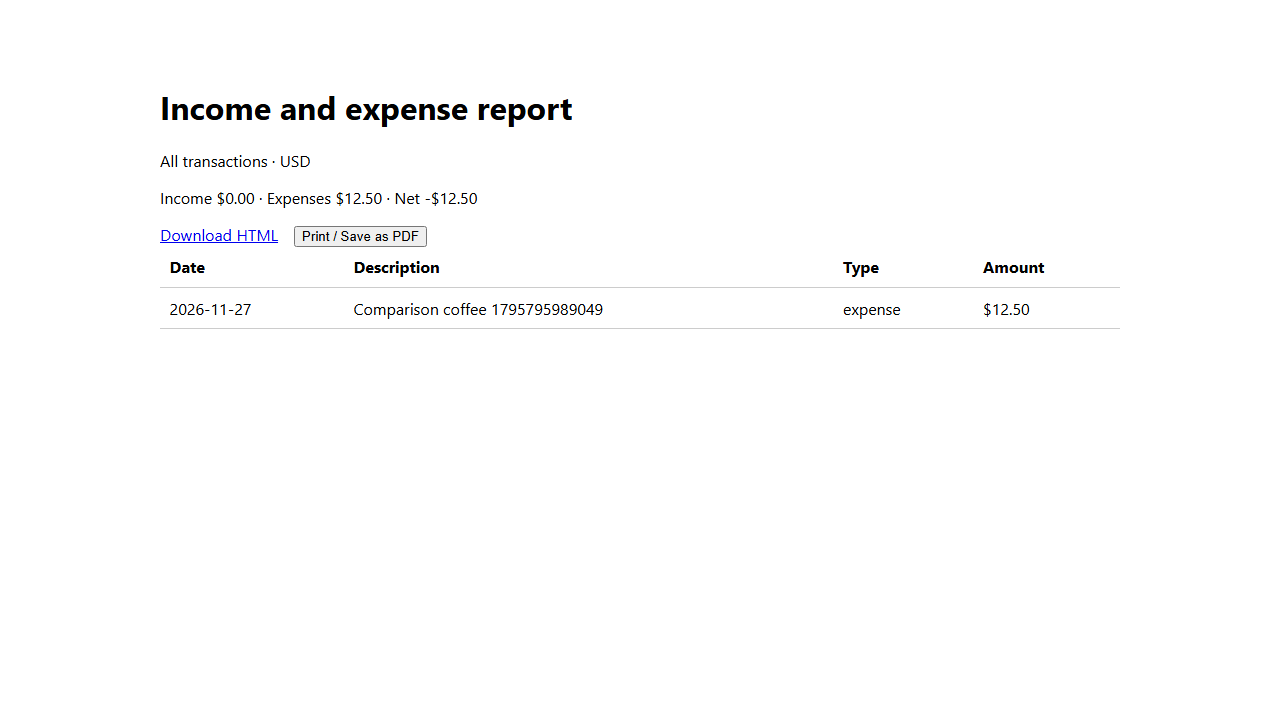 Income and expense report
All transactions · USD
Income $0.00 · Expenses $12.50 · Net -$12.50
Download HTML Print / Save as PDF
Date Description Type Amount
2026-11-27 Comparison coffee 1795795989049 expense $12.50